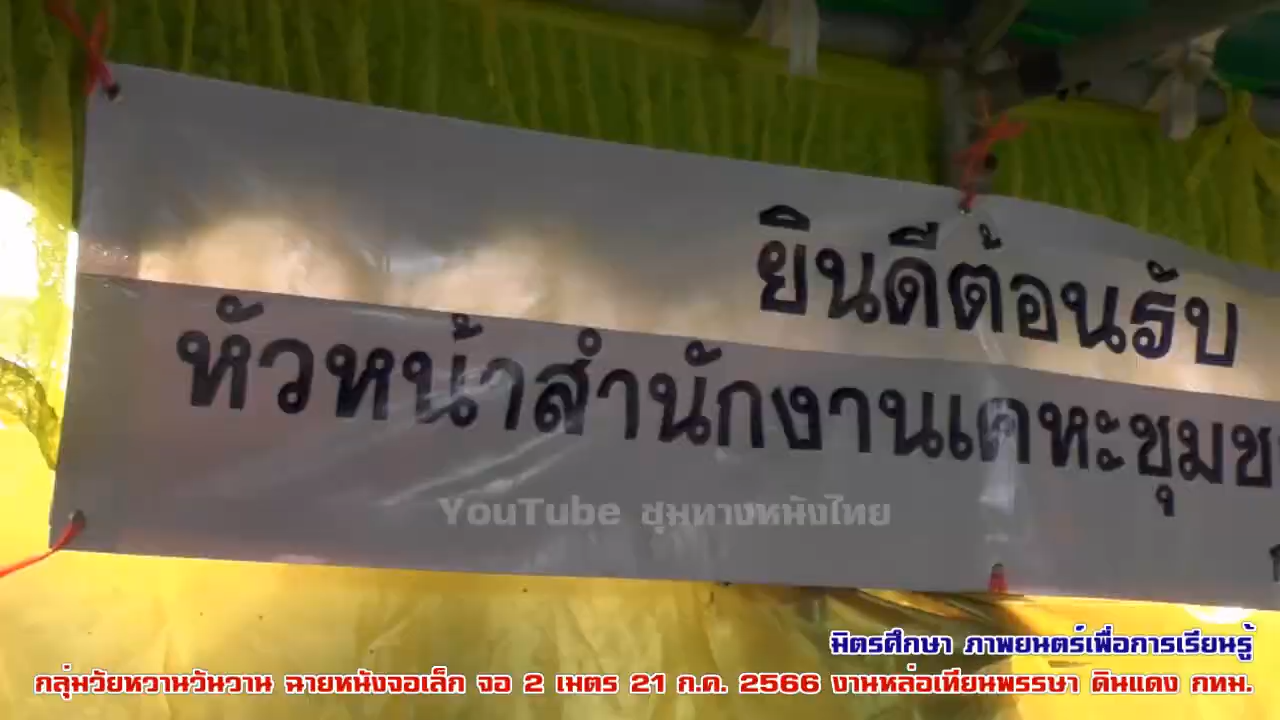 ยินดีต้อนรับ
หัวหน้าสำนักงานเคหะชุมช
YouTube ชุมทางหนังไทย
มิตรศึกษา ภาพยนตร์เพื่อการเรียนรู้
กลุ่มวัยหวานวันวาน ฉายหนังจอเล็ก จอ 2 เมตร 21 ก.ค. 2566 งานหล่อเทียนพรรษา ดินแดง กทม.